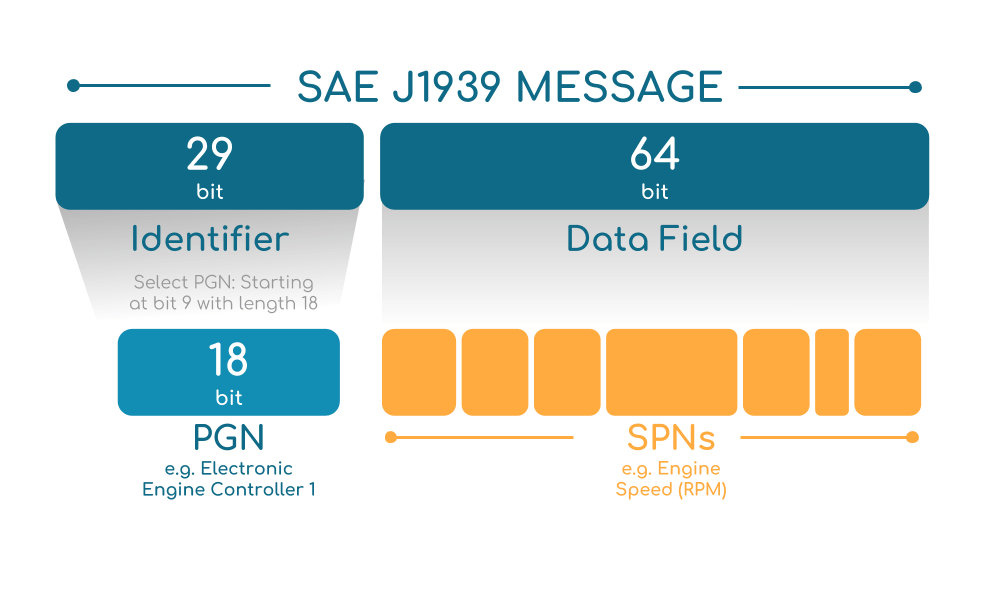 SAE J1939 MESSAGE
29
bit
64
bit
Identifier
Data Field
Select PGN: Starting
at bit 9 with length 18
18
bit
PGN
e.g. Electronic
Engine Controller 1
SPNs
e.g. Engine
Speed (RPM)